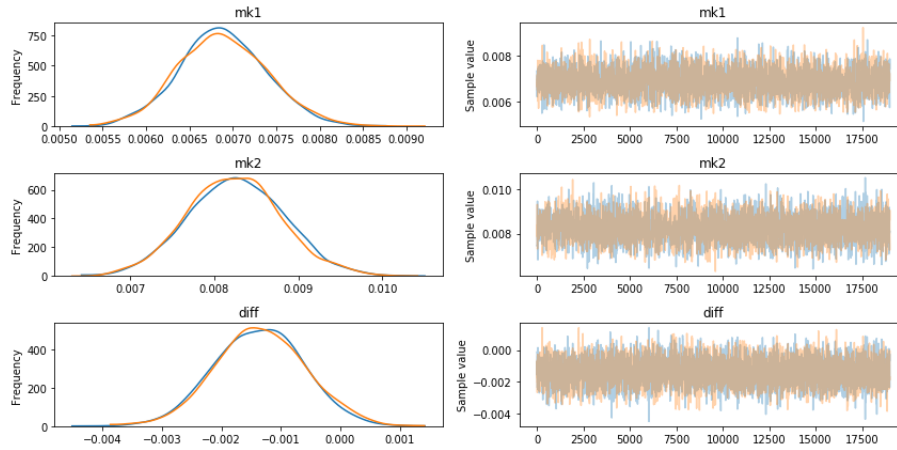 mk1
Frequency
750
500
250
0
0.0050 0.0055 0.0060 0.0065 0.0070 0.0075 0.0080 0.0085 0.0090
mk1
Sample value
0.008
0.006
0 2500 5000 7500 10000 12500 15000 17500
mk2
Frequency
600
400
200
0
0.007 0.008 0.009 0.010
mk2
Sample value
0.010
0.008
0 2500 5000 7500 10000 12500 15000 17500
diff
Frequency
400
200
0
−0.004 −0.003 −0.002 −0.001 0.000 0.001
diff
Sample value
0.000
−0.002
−0.004
0 2500 5000 7500 10000 12500 15000 17500